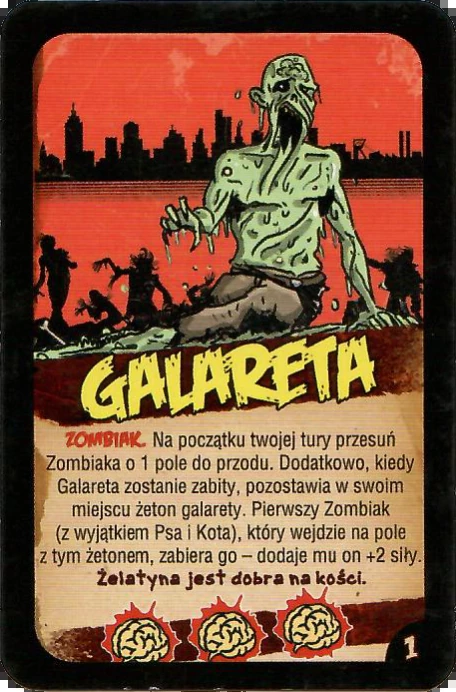 GALARETA
ZOMBIAK. Na początku twojej tury przesuń
Zombiaka o 1 pole do przodu. Dodatkowo, kiedy
Galareta zostanie zabity, pozostawia w swoim
miejscu żeton galarety. Pierwszy Zombiak
(z wyjątkiem Psa i Kota), który wejdzie na pole
z tym żetonem, zabiera go – dodaje mu on +2 siły.
Żelatyna jest dobra na kości.
1